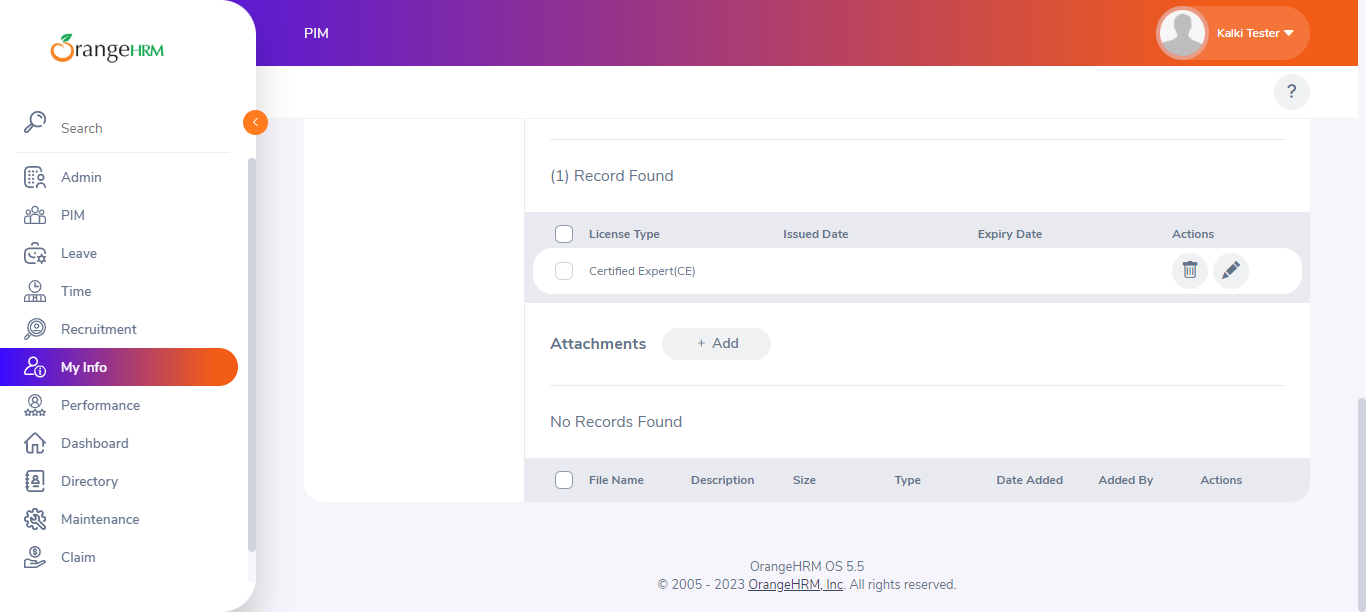 OrangeHRM
PIM
Kalki Tester
?
Search
Admin
PIM
Leave
Time
Recruitment
My Info
Performance
Dashboard
Directory
Maintenance
Claim
(1) Record Found
License Type Issued Date Expiry Date Actions
Certified Expert(CE)
Attachments + Add
No Records Found
File Name Description Size Type Date Added Added By Actions
OrangeHRM OS 5.5
© 2005 - 2023 OrangeHRM, Inc. All rights reserved.